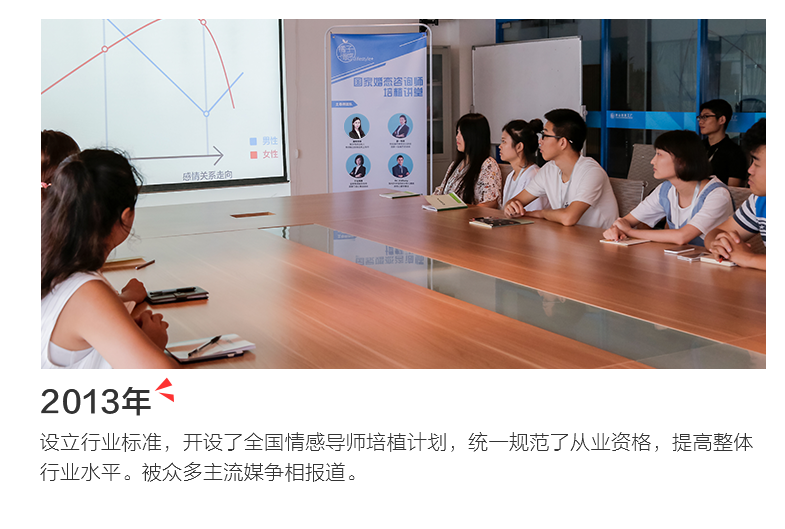 橘子
国家婚恋咨询师
培植讲堂
男性
女性
感情关系走向
2013年
设立行业标准，开设了全国情感导师培植计划，统一规范了从业资格，提高整体
行业水平。被众多主流媒争相报道。